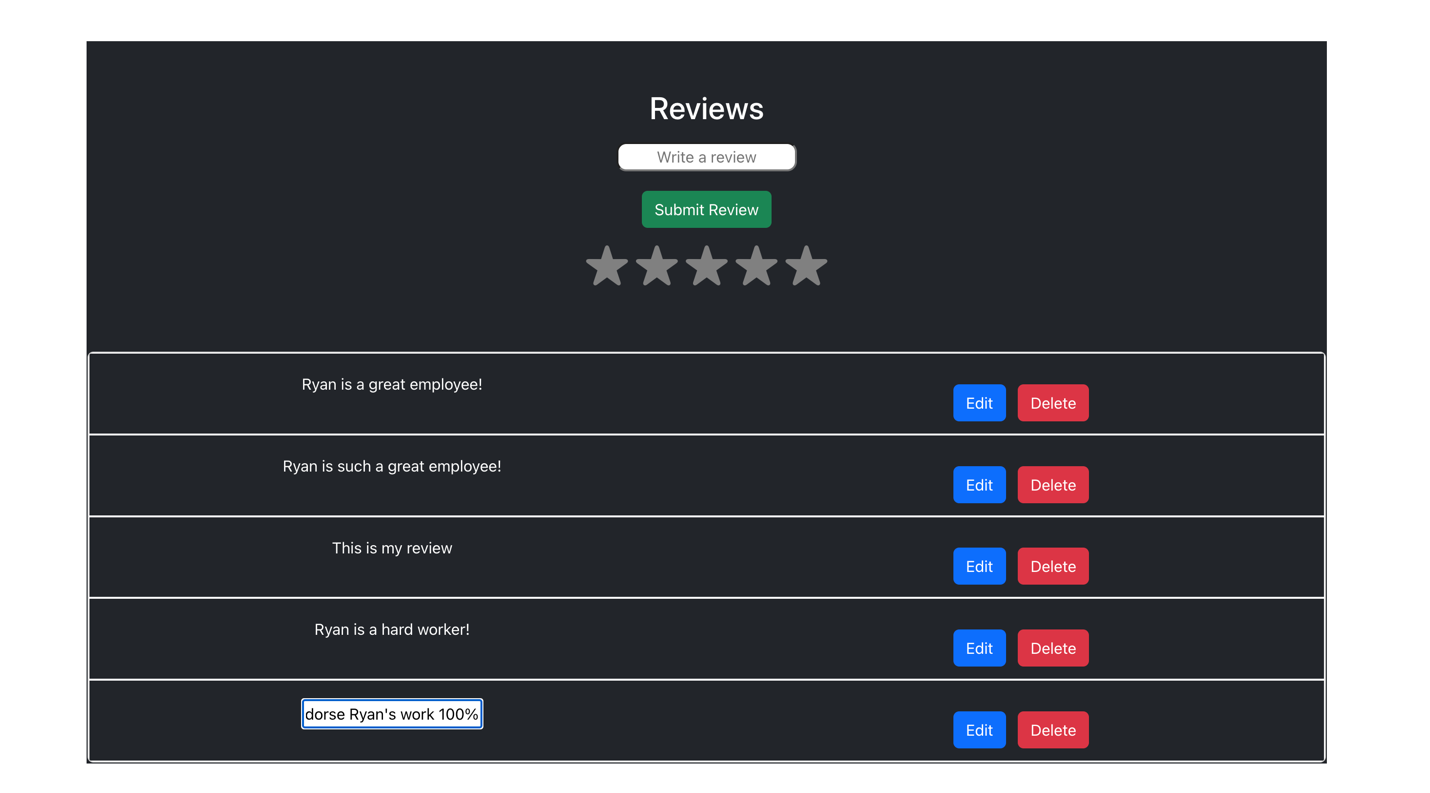 Reviews
Write a review
Submit Review
Ryan is a great employee!
Edit Delete
Ryan is such a great employee!
Edit Delete
This is my review
Edit Delete
Ryan is a hard worker!
Edit Delete
dorse Ryan's work 100%
Edit Delete